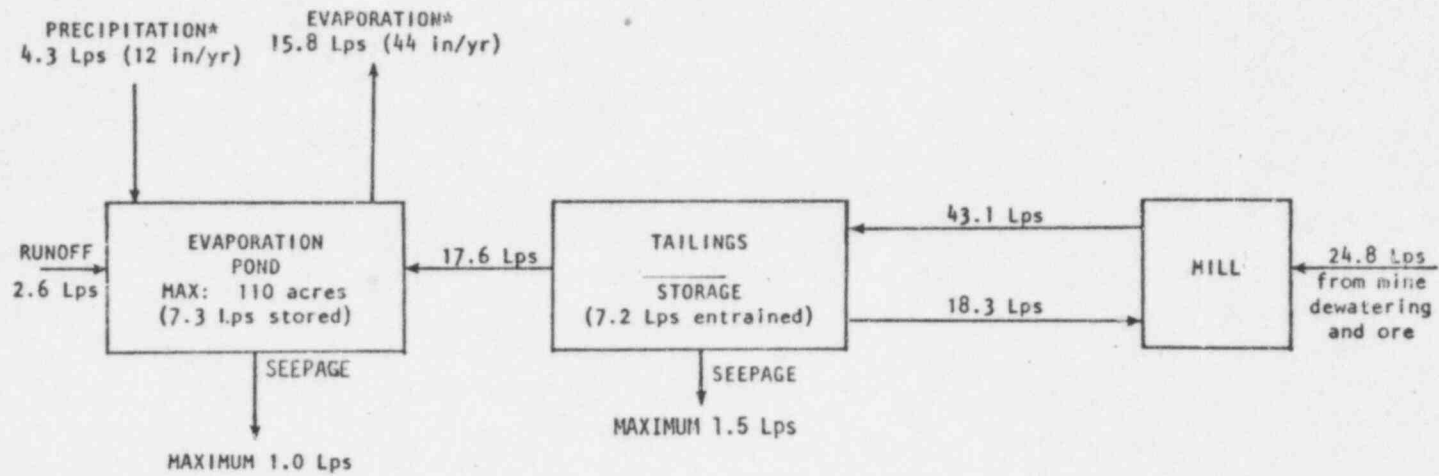 PRECIPITATION*
4.3 Lps (12 in/yr)
EVAPORATION*
15.8 Lps (44 in/yr)
RUNOFF
2.6 Lps
EVAPORATION
POND
MAX: 110 acres
(7.3 Lps stored)
SEEPAGE
MAXIMUM 1.0 Lps
17.6 Lps
TAILINGS
STORAGE
(7.2 Lps entrained)
SEEPAGE
MAXIMUM 1.5 Lps
43.1 Lps
18.3 Lps
MILL
24.8 Lps
from mine
dewatering
and ore